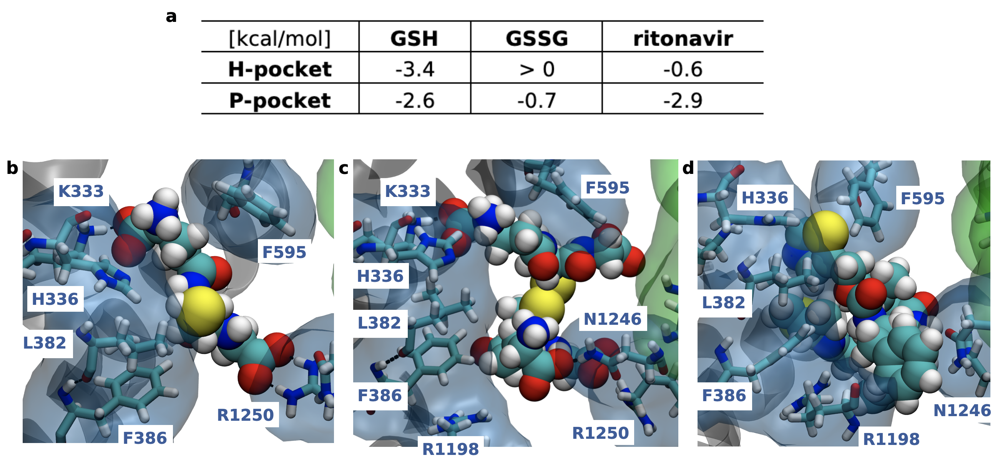 a
[kcal/mol] GSH GSSG ritonavir
H-pocket -3.4 > 0 -0.6
P-pocket -2.6 -0.7 -2.9
b
K333
F595
H336
L382
R1250
F386
c
K333
F595
H336
L382
N1246
F386
R1250
R1198
d
H336
F595
L382
F386
N1246
R1198